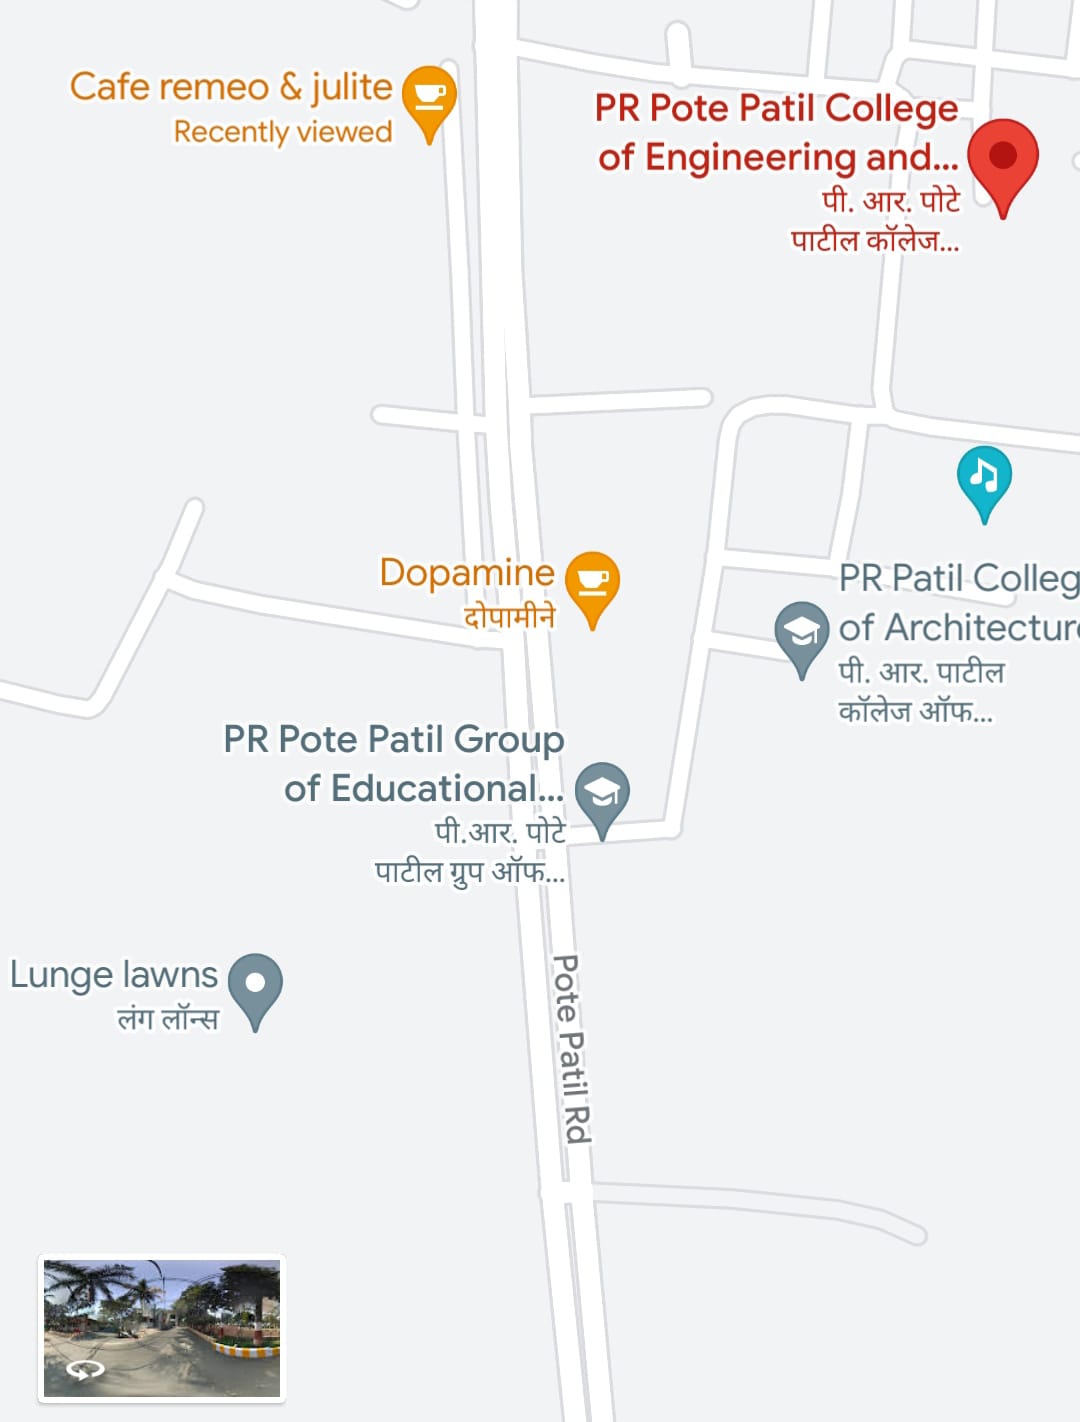 Cafe remeo & julite
Recently viewed
PR Pote Patil College
of Engineering and...
पी. आर. पोटे
पाटील कॉलेज...
Dopamine
दोपामीने
PR Patil Colleg
of Architectur
पी. आर. पाटील
कॉलेज ऑफ...
PR Pote Patil Group
of Educational...
पी.आर. पोटे
पाटील ग्रुप ऑफ...
Lunge lawns
लंग लॉन्स
Pote Patil Rd